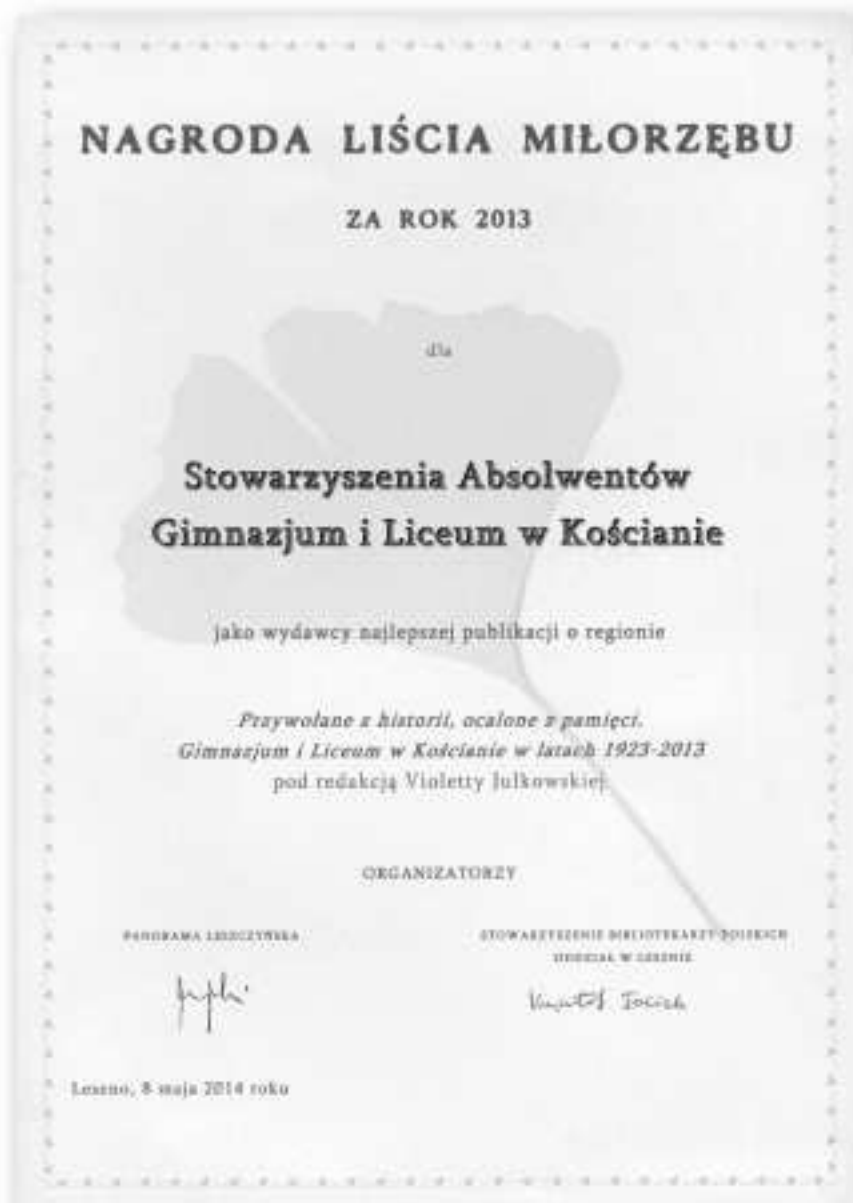 NAGRODA LIŚCIA MIŁORZĘBU
ZA ROK 2013
dla
Stowarzyszenia Absolwentów
Gimnazjum i Liceum w Kościanie
jako wydawcy najlepszej publikacji o regionie
Przywołane z historii, ocalone z pamięci.
Gimnazjum i Liceum w Kościanie w latach 1923-2013
pod redakcją Violetty Julkowskiej
ORGANIZATORZY
PANORAMA LESZCZYŃSKA
STOWARZYSZENIE BIBLIOTEKARZY POLSKICH
ODDZIAŁ W LESZNIE
Leszno, 8 maja 2014 roku